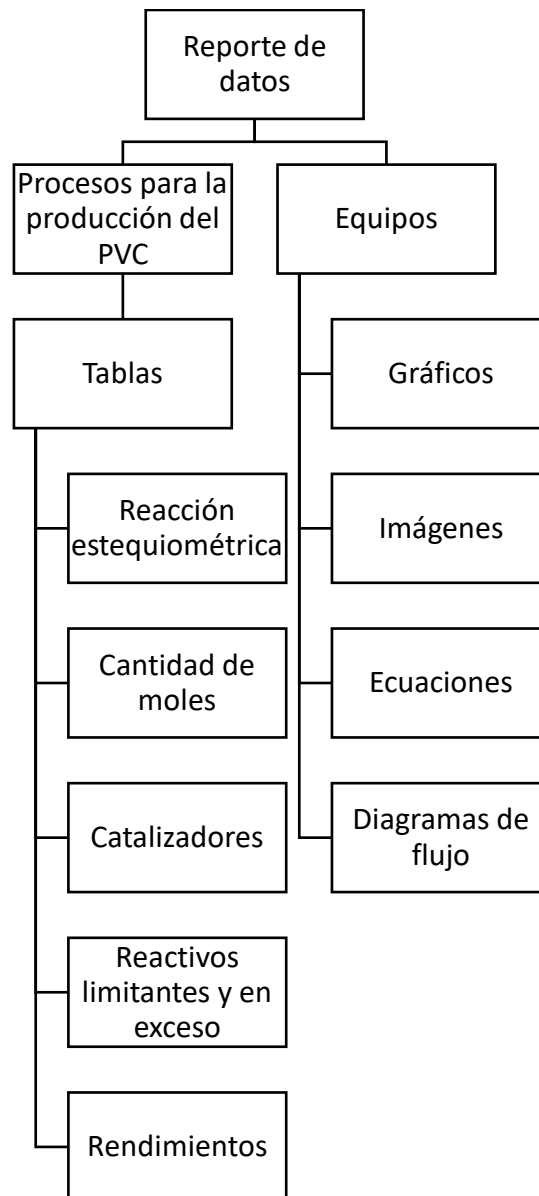 Reporte de
datos
Procesos para la
producción del
PVC
Equipos
Tablas
Gráficos
Reacción
estequiométrica
Imágenes
Cantidad de
moles
Ecuaciones
Catalizadores
Diagramas de
flujo
Reactivos
limitantes y en
exceso
Rendimientos